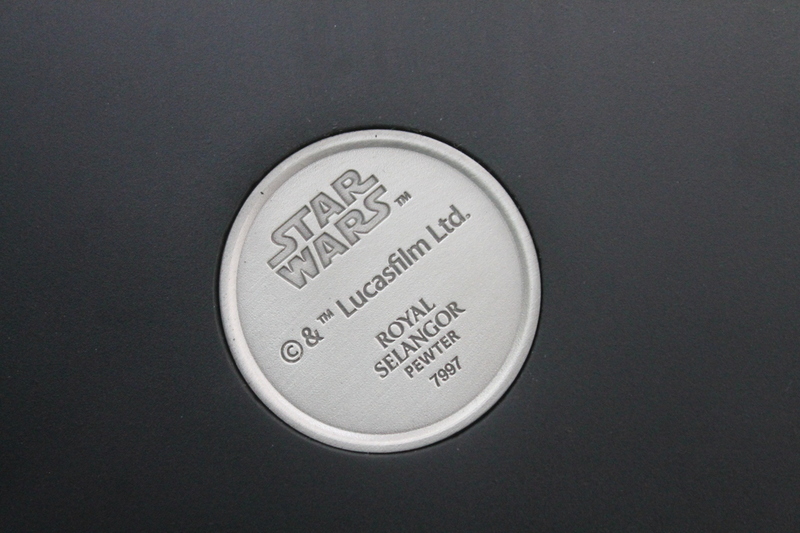 STAR
WARS™
© & ™ Lucasfilm Ltd.
ROYAL
SELANGOR
PEWTER
7997